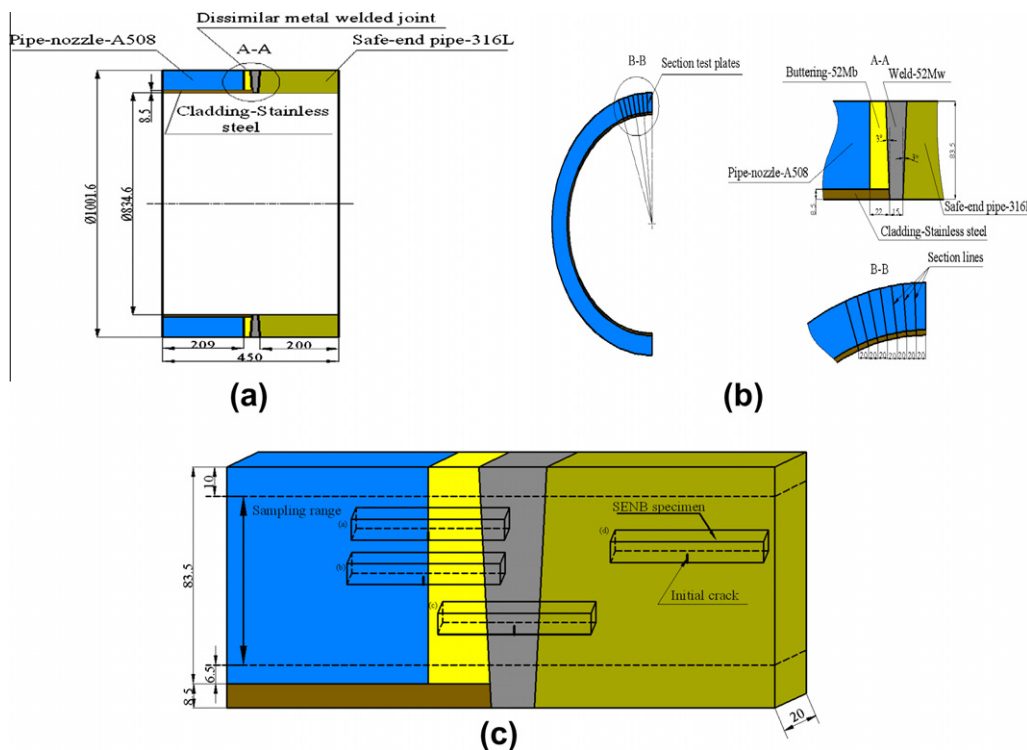 Dissimilar metal welded joint
Pipe-nozzle-A508
A-A
Safe-end pipe-316L
8.5
Cladding-Stainless
steel
Ø1001.6
Ø834.6
209
200
450
(a)
B-B
Section test plates
Buttering-52Mb
A-A
Weld-52Mw
3°
Pipe-nozzle-A508
83.5
8.5
22
15
Safe-end pipe-316L
Cladding-Stainless steel
B-B
Section lines
20 20 20 20 20 20 20
(b)
10
Sampling range
SENB specimen
(a)
(d)
(b)
83.5
Initial crack
(c)
6.5
8.5
20
(c)